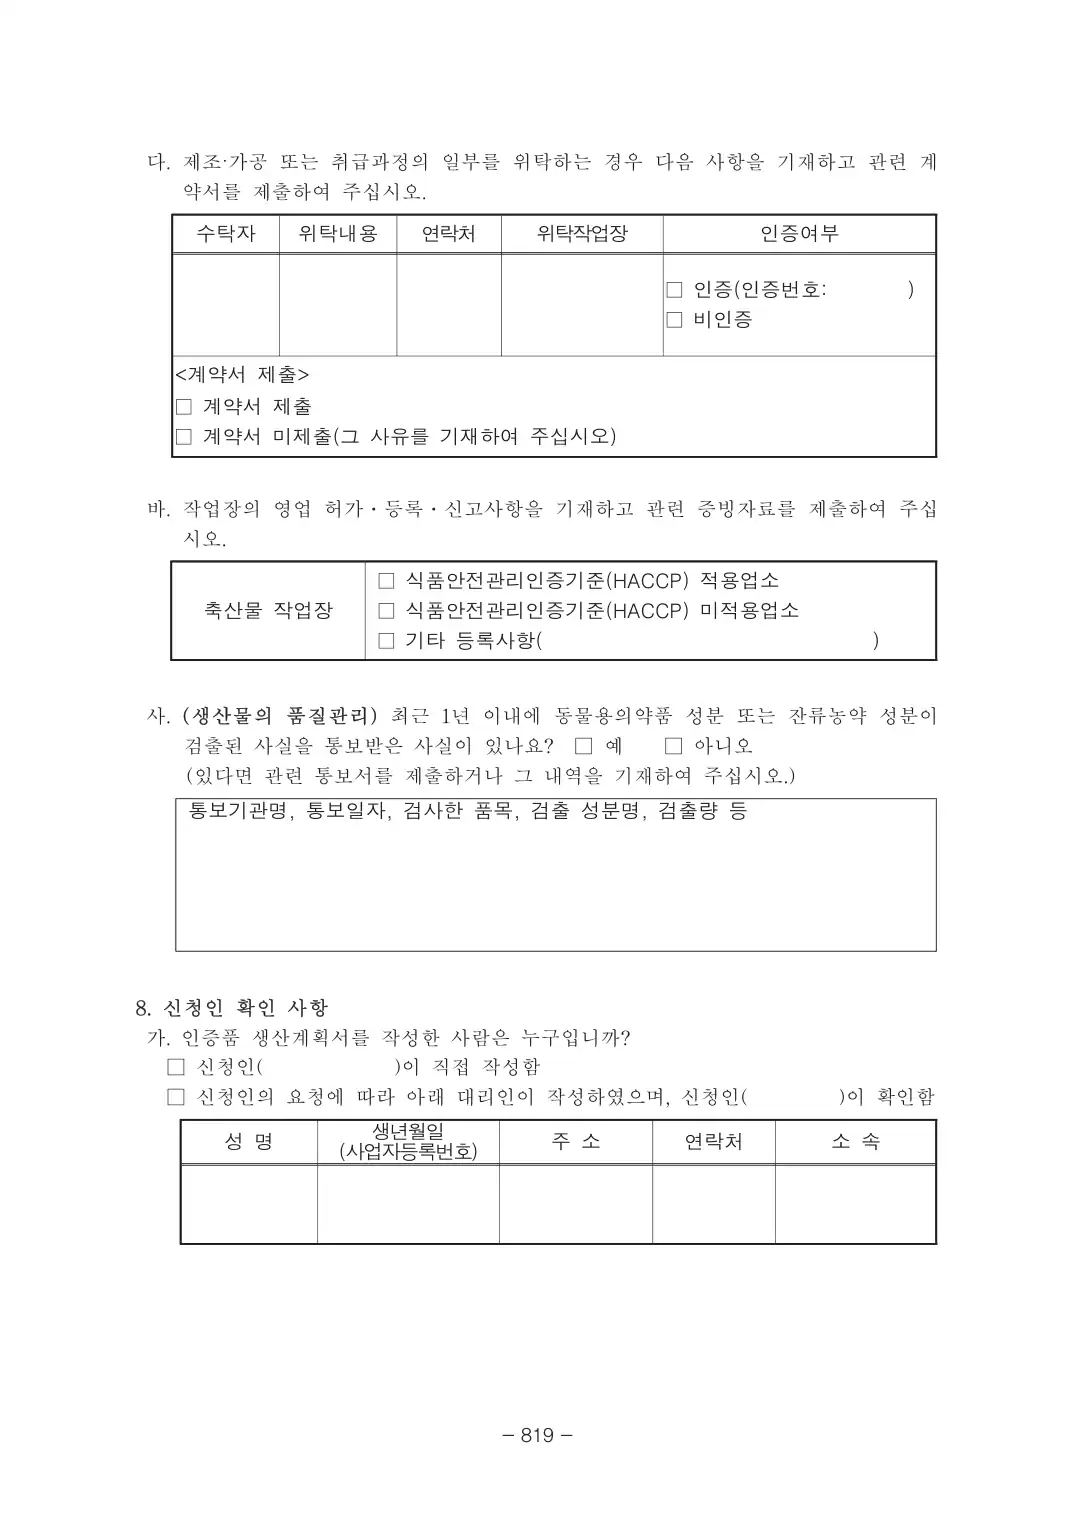 다. 제조·가공 또는 취급과정의 일부를 위탁하는 경우 다음 사항을 기재하고 관련 계
약서를 제출하여 주십시오.
수탁자 위탁내용 연락처 위탁작업장 인증여부
□ 인증(인증번호: )
□ 비인증
<계약서 제출>
□ 계약서 제출
□ 계약서 미제출(그 사유를 기재하여 주십시오)
바. 작업장의 영업 허가·등록·신고사항을 기재하고 관련 증빙자료를 제출하여 주십
시오.
□ 식품안전관리인증기준(HACCP) 적용업소
축산물 작업장 □ 식품안전관리인증기준(HACCP) 미적용업소
□ 기타 등록사항( )
사. (생산물의 품질관리) 최근 1년 이내에 동물용의약품 성분 또는 잔류농약 성분이
검출된 사실을 통보받은 사실이 있나요? □ 예 □ 아니오
(있다면 관련 통보서를 제출하거나 그 내역을 기재하여 주십시오.)
통보기관명, 통보일자, 검사한 품목, 검출 성분명, 검출량 등
8. 신청인 확인 사항
가. 인증품 생산계획서를 작성한 사람은 누구입니까?
□ 신청인( )이 직접 작성함
□ 신청인의 요청에 따라 아래 대리인이 작성하였으며, 신청인( )이 확인함
성 명 생년월일 주 소 연락처 소 속
(사업자등록번호)
- 819 -